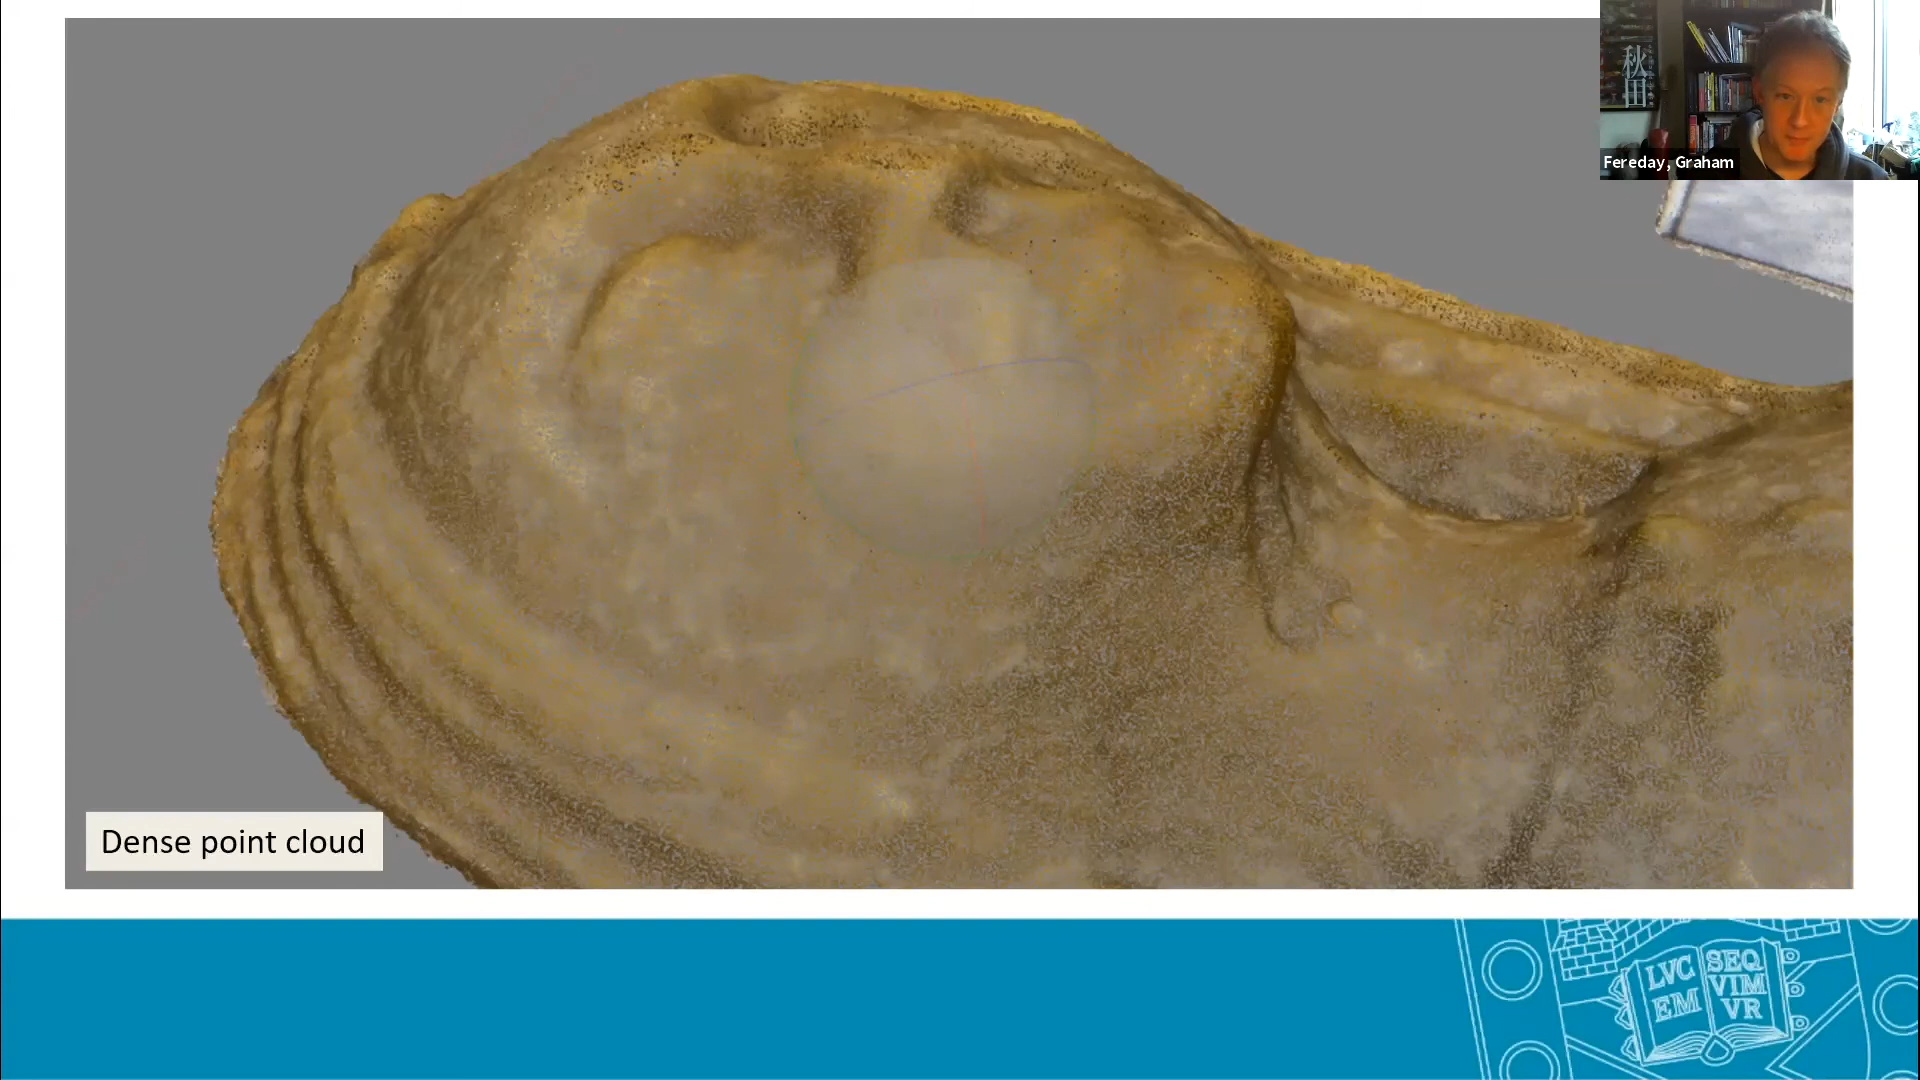 秋田
Fereday, Graham
Dense point cloud
LVC
EM
SEQ
VIM
VR